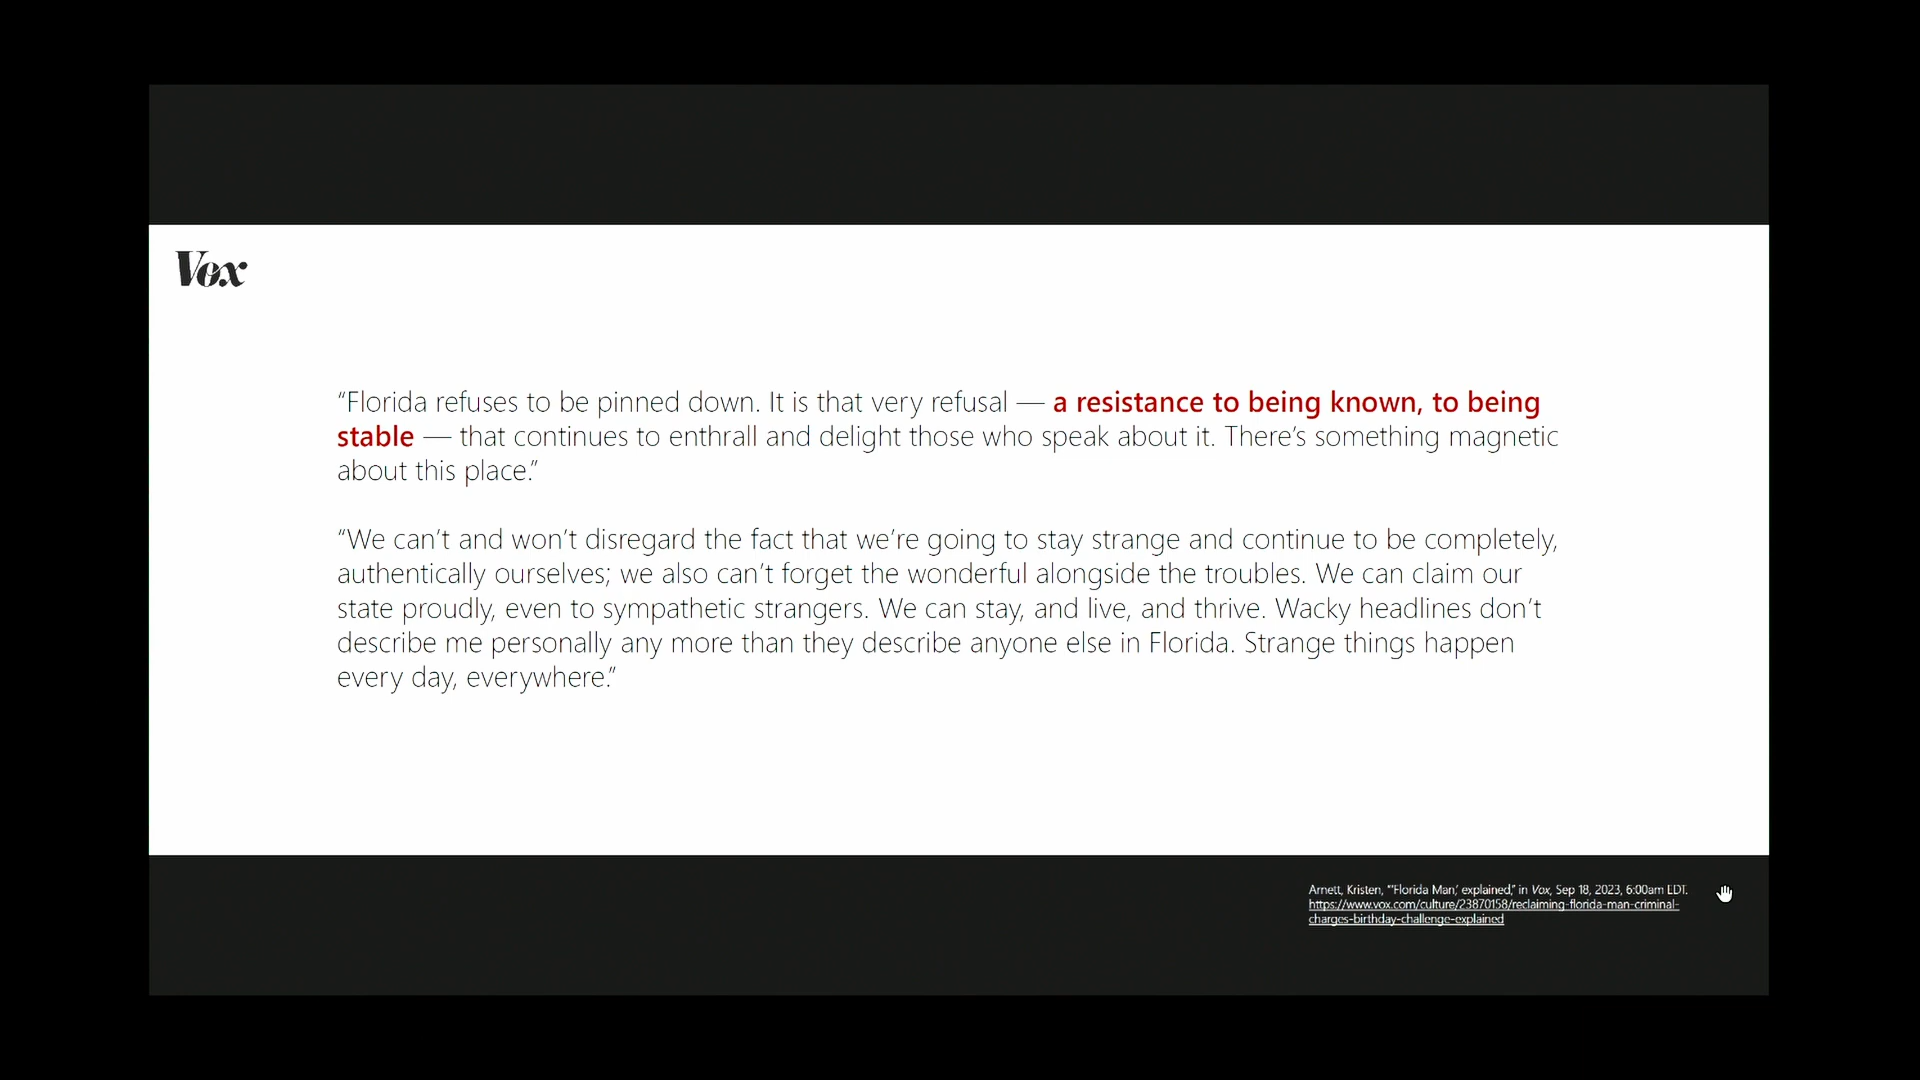 Vox
“Florida refuses to be pinned down. It is that very refusal — a resistance to being known, to being
stable — that continues to enthrall and delight those who speak about it. There’s something magnetic
about this place.”
“We can’t and won’t disregard the fact that we’re going to stay strange and continue to be completely,
authentically ourselves; we also can’t forget the wonderful alongside the troubles. We can claim our
state proudly, even to sympathetic strangers. We can stay, and live, and thrive. Wacky headlines don’t
describe me personally any more than they describe anyone else in Florida. Strange things happen
every day, everywhere.”
Arnett, Kristen, “‘Florida Man,’ explained,” in Vox, Sep 18, 2023, 6:00am EDT.
https://www.vox.com/culture/23870158/reclaiming-florida-man-criminal-
charges-birthday-challenge-explained